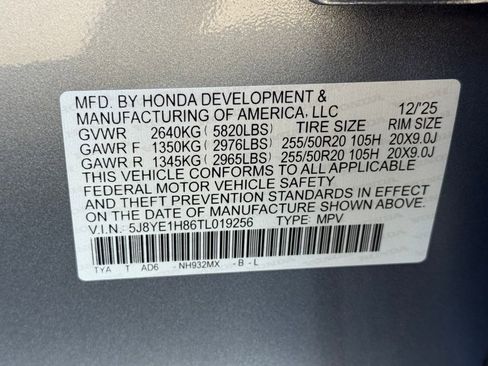 MFD. BY HONDA DEVELOPMENT &
MANUFACTURING OF AMERICA, LLC 12/'25
GVWR 2640KG ( 5820LBS) TIRE SIZE RIM SIZE
GAWR F 1350KG ( 2976LBS) 255/50R20 105H 20X9.0J
GAWR R 1345KG ( 2965LBS) 255/50R20 105H 20X9.0J
THIS VEHICLE CONFORMS TO ALL APPLICABLE
FEDERAL MOTOR VEHICLE SAFETY
AND THEFT PREVENTION STANDARDS IN EFFECT
ON THE DATE OF MANUFACTURE SHOWN ABOVE.
V.I.N.: 5J8YE1H86TL019256 TYPE: MPV
TYA T AD6 - NH932MX - B - L